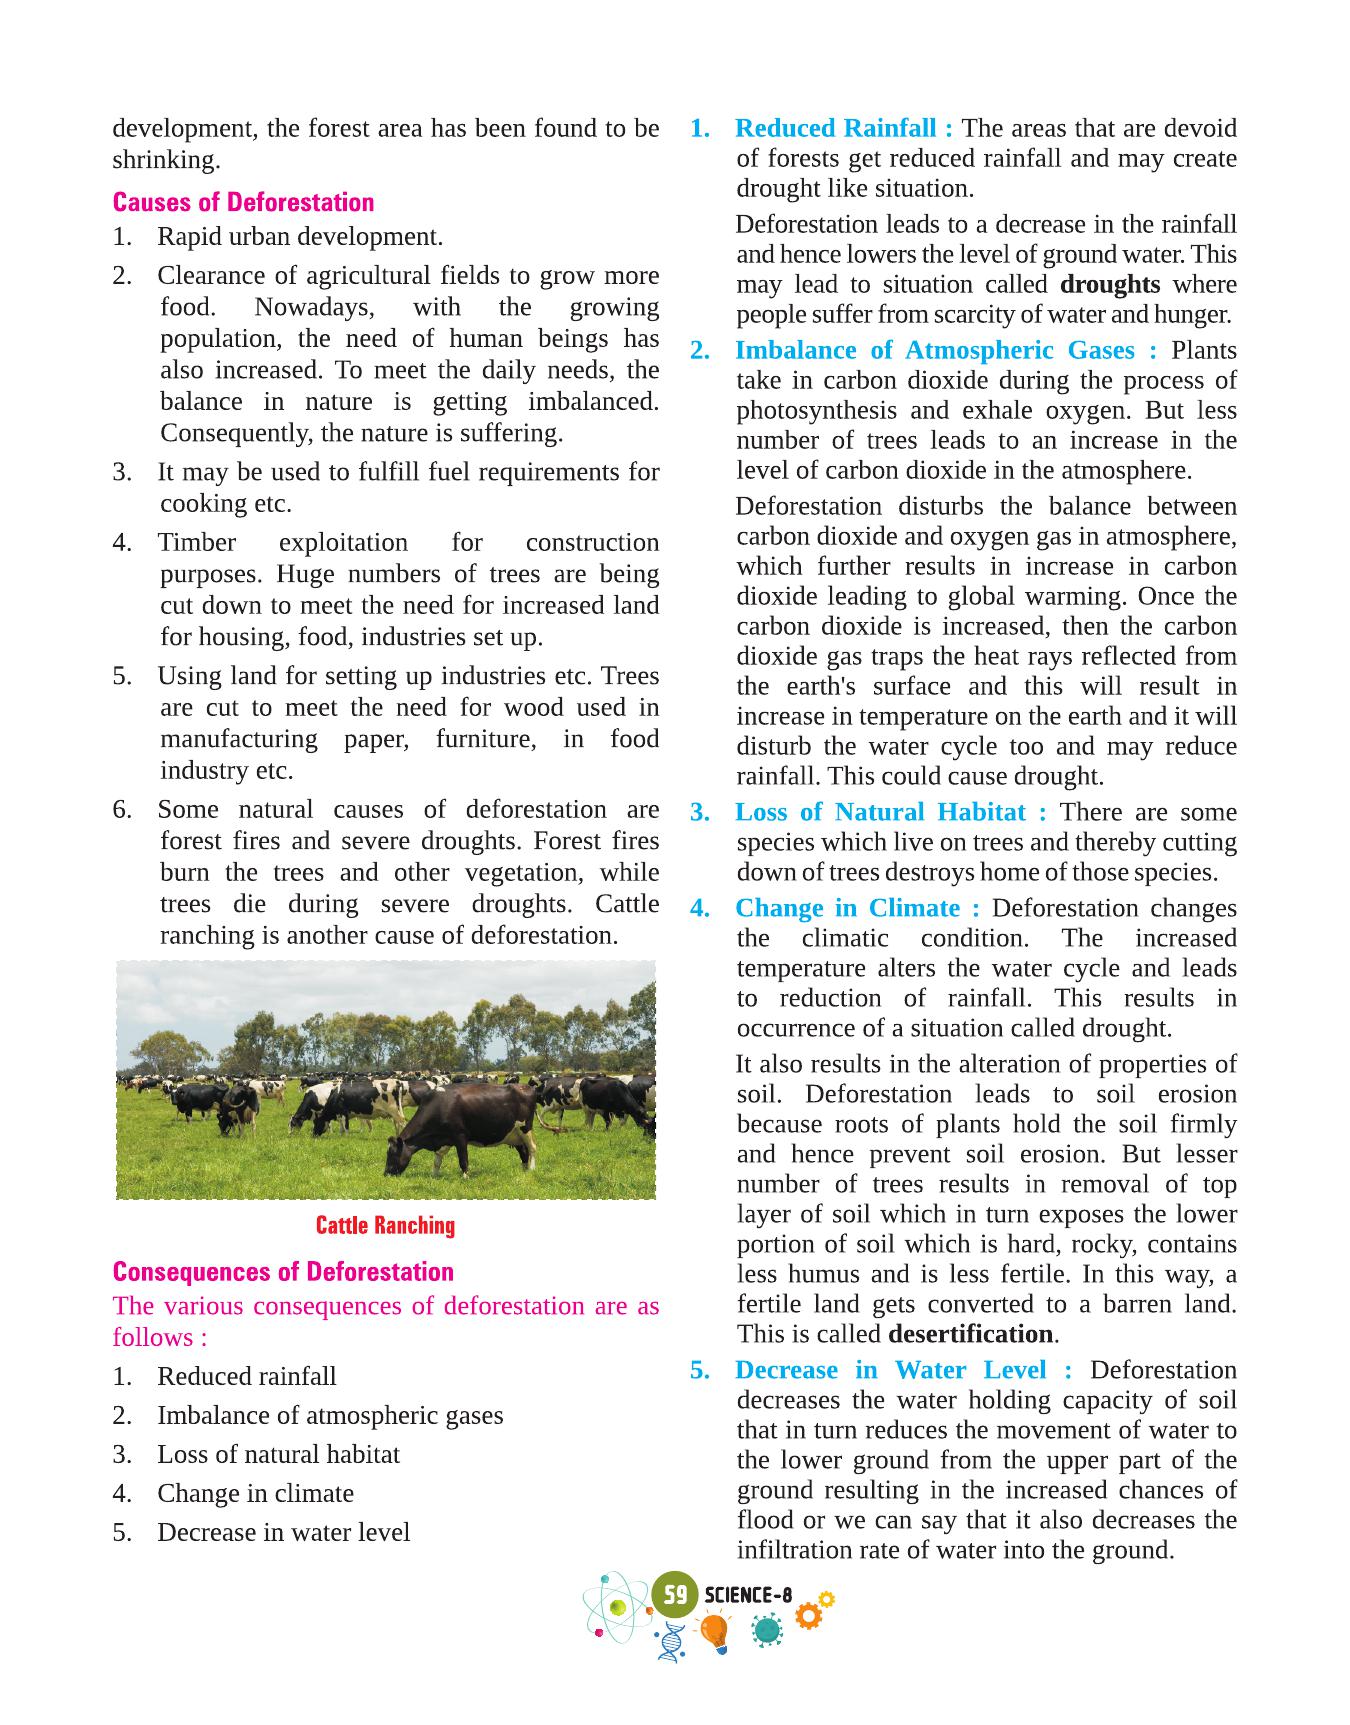 development, the forest area has been found to be
shrinking.
Causes of Deforestation
1. Rapid urban development.
2. Clearance of agricultural fields to grow more
food. Nowadays, with the growing
population, the need of human beings has
also increased. To meet the daily needs, the
balance in nature is getting imbalanced.
Consequently, the nature is suffering.
3. It may be used to fulfill fuel requirements for
cooking etc.
4. Timber exploitation for construction
purposes. Huge numbers of trees are being
cut down to meet the need for increased land
for housing, food, industries set up.
5. Using land for setting up industries etc. Trees
are cut to meet the need for wood used in
manufacturing paper, furniture, in food
industry etc.
6. Some natural causes of deforestation are
forest fires and severe droughts. Forest fires
burn the trees and other vegetation, while
trees die during severe droughts. Cattle
ranching is another cause of deforestation.
Cattle Ranching
Consequences of Deforestation
The various consequences of deforestation are as
follows :
1. Reduced rainfall
2. Imbalance of atmospheric gases
3. Loss of natural habitat
4. Change in climate
5. Decrease in water level
1. Reduced Rainfall : The areas that are devoid
of forests get reduced rainfall and may create
drought like situation.
Deforestation leads to a decrease in the rainfall
and hence lowers the level of ground water. This
may lead to situation called droughts where
people suffer from scarcity of water and hunger.
2. Imbalance of Atmospheric Gases : Plants
take in carbon dioxide during the process of
photosynthesis and exhale oxygen. But less
number of trees leads to an increase in the
level of carbon dioxide in the atmosphere.
Deforestation disturbs the balance between
carbon dioxide and oxygen gas in atmosphere,
which further results in increase in carbon
dioxide leading to global warming. Once the
carbon dioxide is increased, then the carbon
dioxide gas traps the heat rays reflected from
the earth's surface and this will result in
increase in temperature on the earth and it will
disturb the water cycle too and may reduce
rainfall. This could cause drought.
3. Loss of Natural Habitat : There are some
species which live on trees and thereby cutting
down of trees destroys home of those species.
4. Change in Climate : Deforestation changes
the climatic condition. The increased
temperature alters the water cycle and leads
to reduction of rainfall. This results in
occurrence of a situation called drought.
It also results in the alteration of properties of
soil. Deforestation leads to soil erosion
because roots of plants hold the soil firmly
and hence prevent soil erosion. But lesser
number of trees results in removal of top
layer of soil which in turn exposes the lower
portion of soil which is hard, rocky, contains
less humus and is less fertile. In this way, a
fertile land gets converted to a barren land.
This is called desertification.
5. Decrease in Water Level : Deforestation
decreases the water holding capacity of soil
that in turn reduces the movement of water to
the lower ground from the upper part of the
ground resulting in the increased chances of
flood or we can say that it also decreases the
infiltration rate of water into the ground.
59 SCIENCE-8